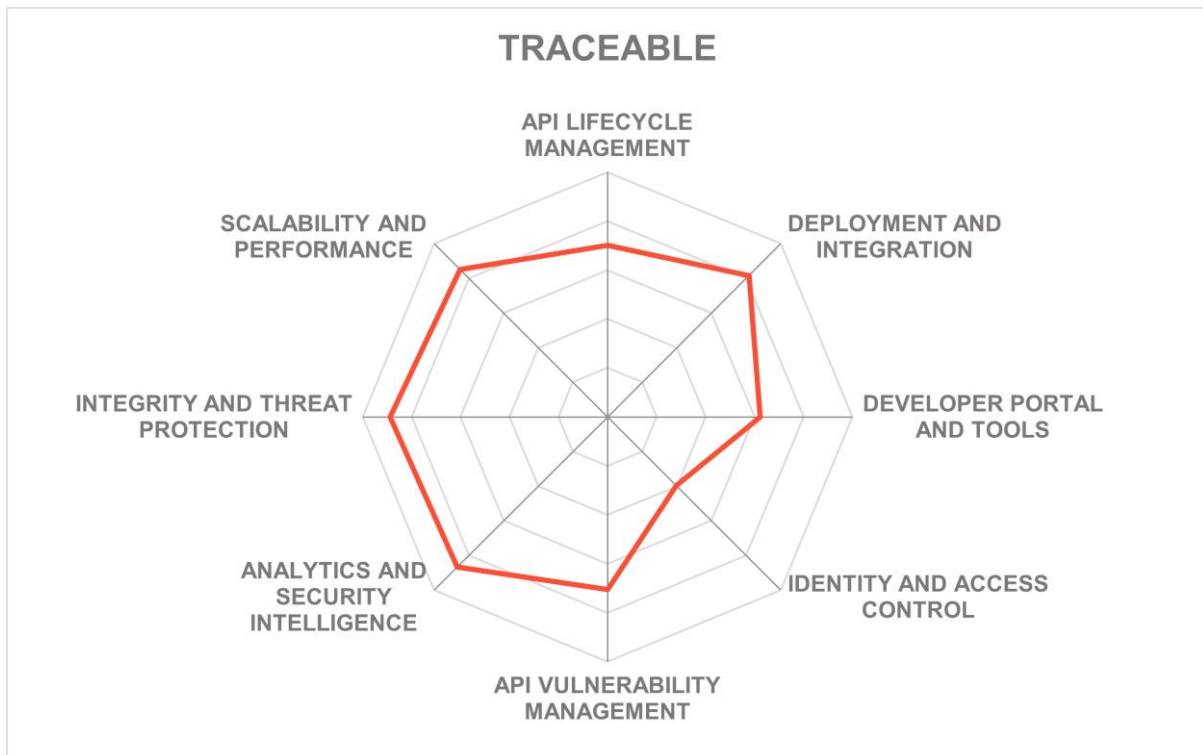 TRACEABLE
API LIFECYCLE
MANAGEMENT
DEPLOYMENT AND
INTEGRATION
DEVELOPER PORTAL
AND TOOLS
IDENTITY AND ACCESS
CONTROL
API VULNERABILITY
MANAGEMENT
ANALYTICS AND
SECURITY
INTELLIGENCE
INTEGRITY AND THREAT
PROTECTION
SCALABILITY AND
PERFORMANCE